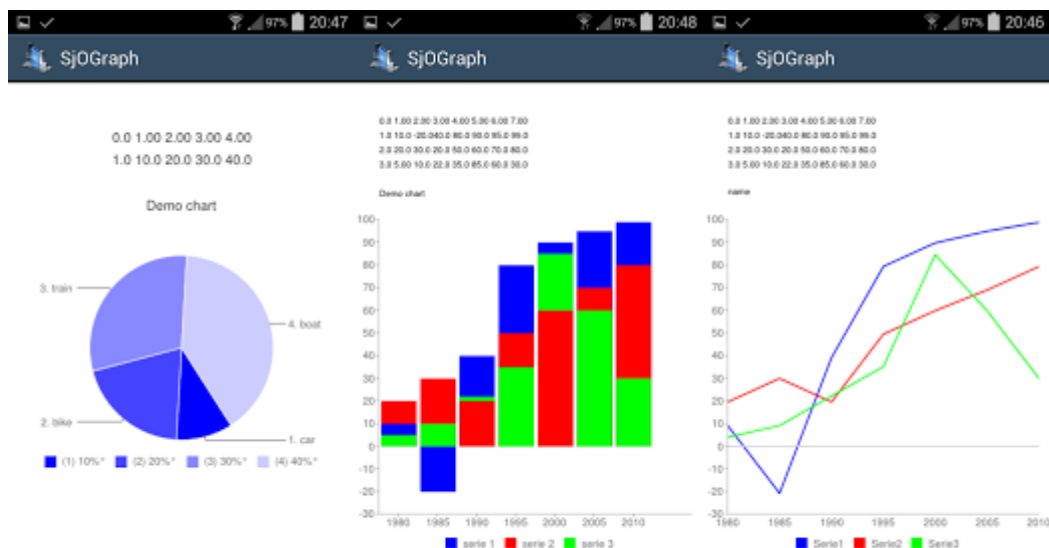 97% 20:47
SjOGraph
0.0 1.00 2.00 3.00 4.00
1.0 10.0 20.0 30.0 40.0
Demo chart
3. train
4. boat
2. bike
1. car
(1) 10%* (2) 20%* (3) 30%* (4) 40%*
97% 20:48
SjOGraph
0.0 1.00 2.00 3.00 4.00 5.00 6.00 7.00
1.0 10.0 -20.040.0 80.0 90.0 95.0 99.0
2.0 20.0 30.0 20.0 50.0 60.0 70.0 80.0
3.0 5.00 10.0 22.0 35.0 85.0 60.0 30.0
Demo chart
100
90
80
70
60
50
40
30
20
10
0
-10
-20
-30
1980 1985 1990 1995 2000 2005 2010
serie 1 serie 2 serie 3
97% 20:46
SjOGraph
0.0 1.00 2.00 3.00 4.00 5.00 6.00 7.00
1.0 10.0 -20.040.0 80.0 90.0 95.0 99.0
2.0 20.0 30.0 20.0 50.0 60.0 70.0 80.0
3.0 5.00 10.0 22.0 35.0 85.0 60.0 30.0
name
100
90
80
70
60
50
40
30
20
10
0
-10
-20
-30
1980 1985 1990 1995 2000 2005 2010
Serie1 Serie2 Serie3